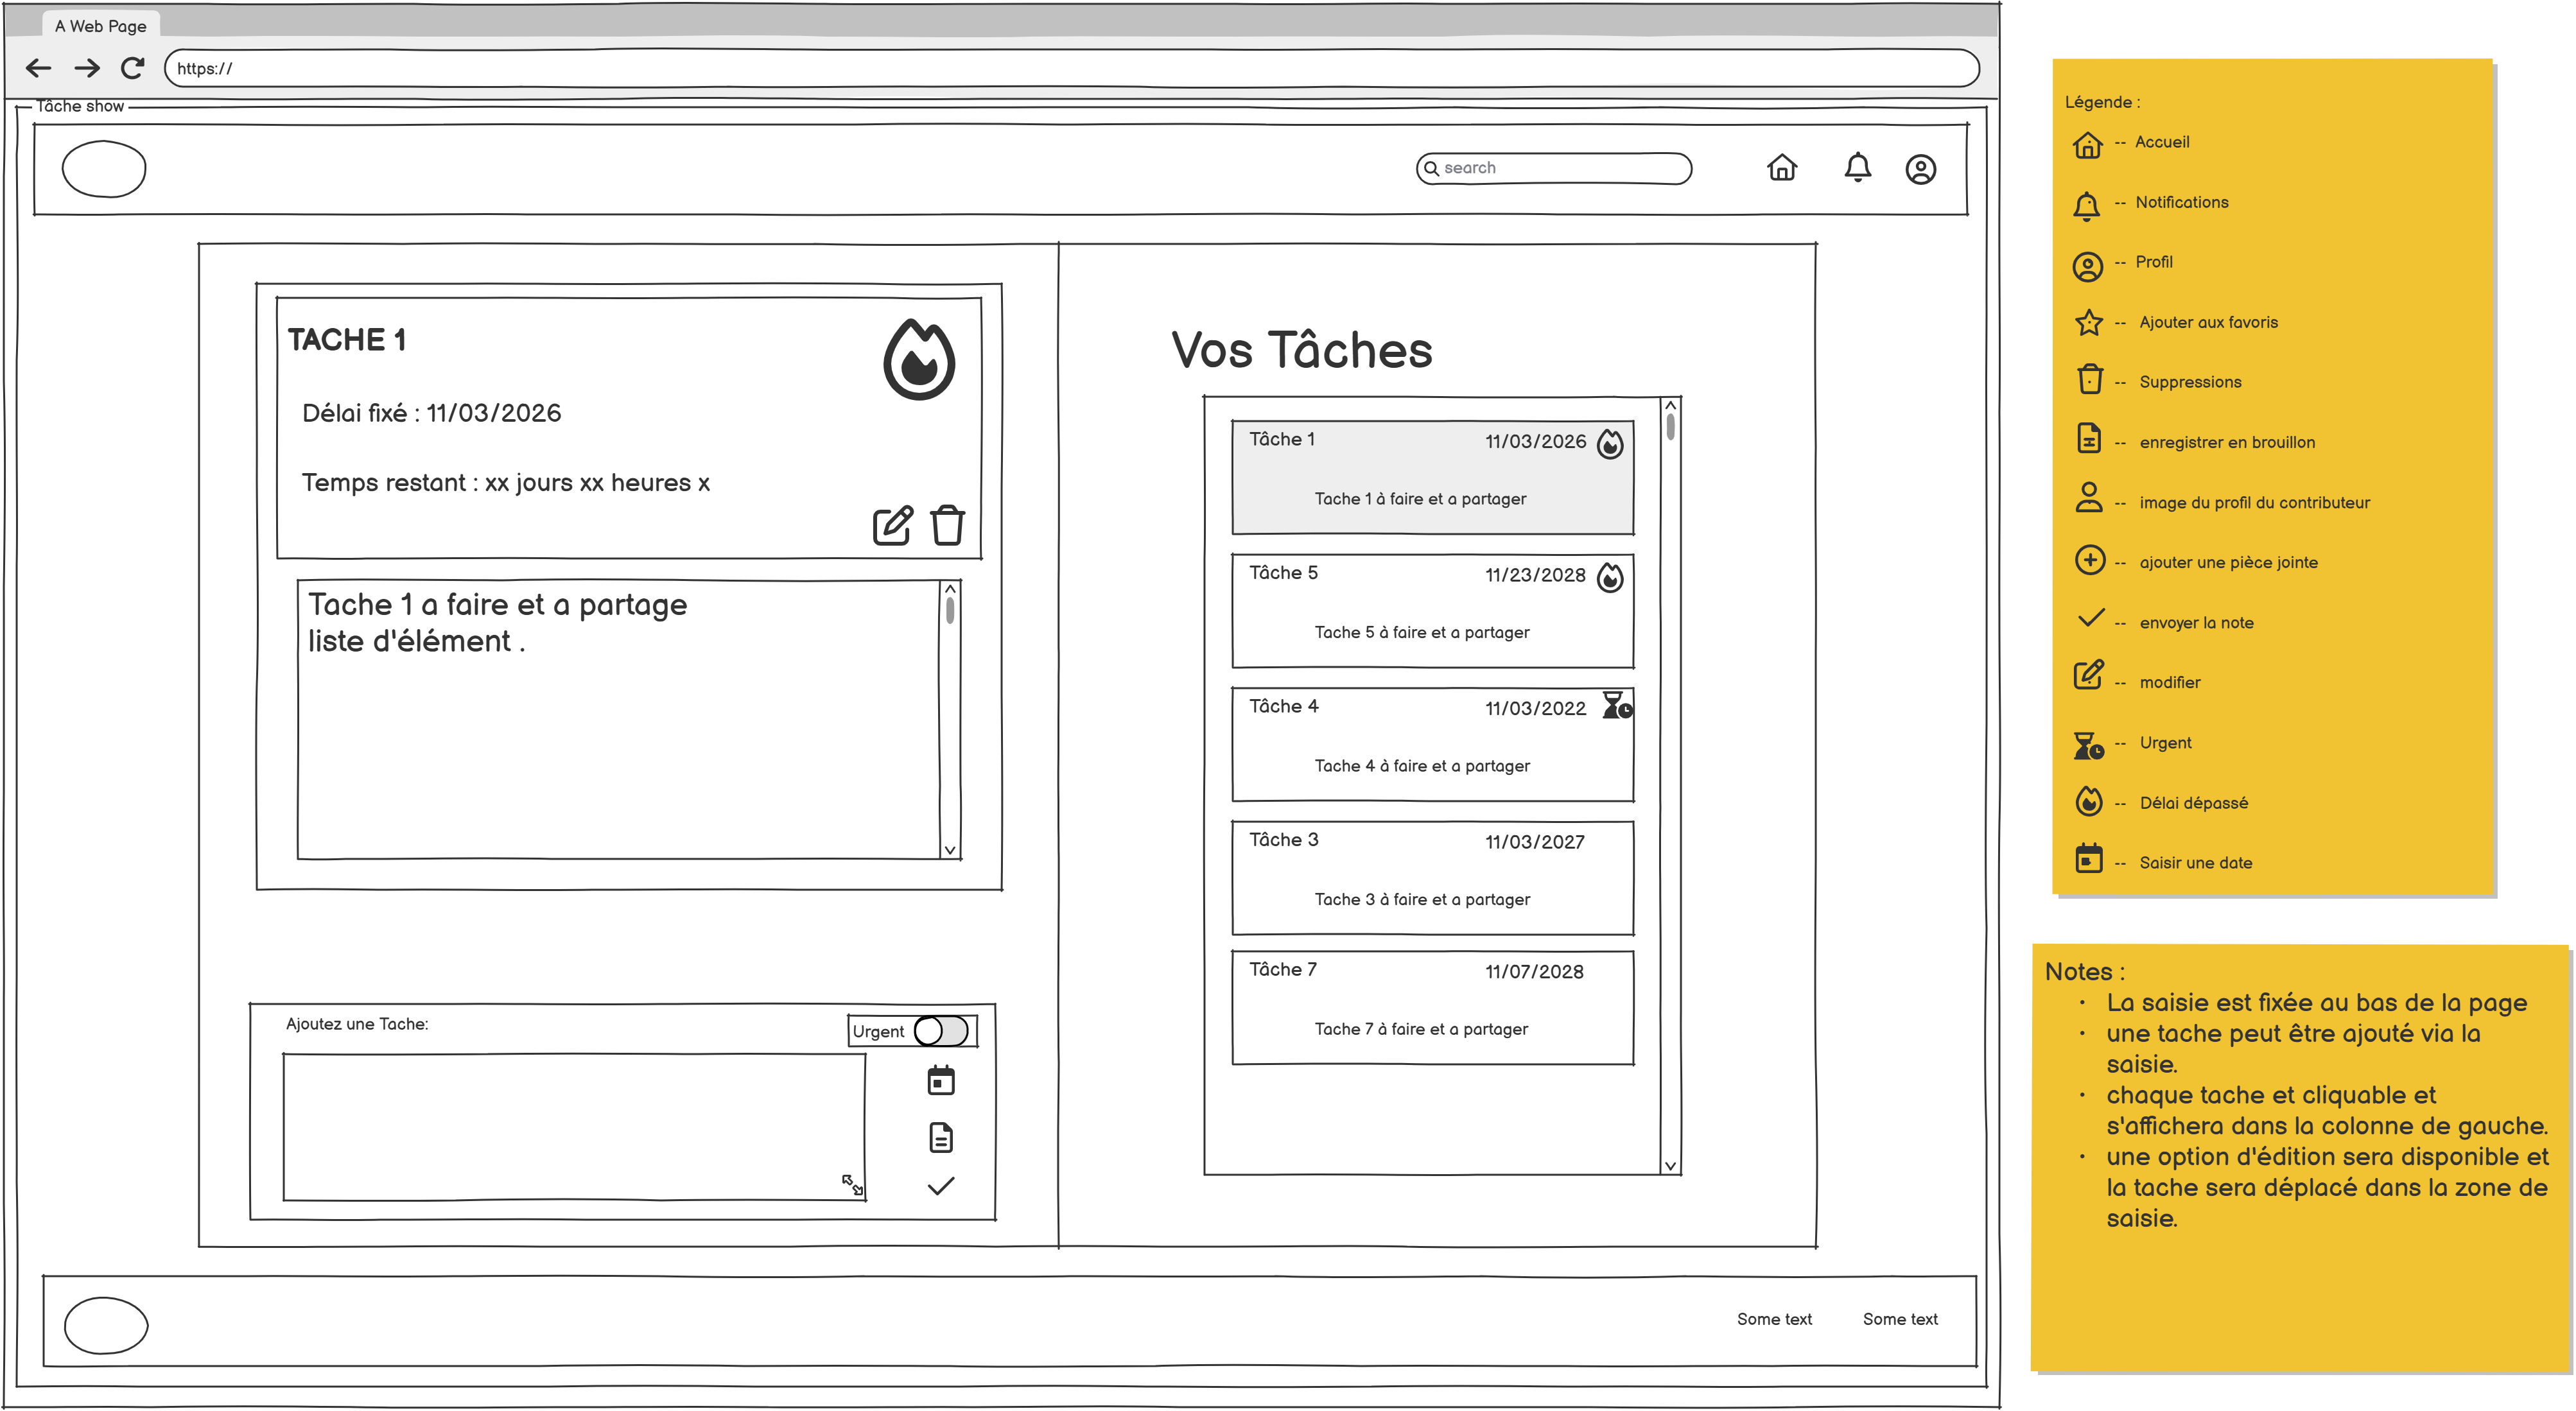 A Web Page
https://
Tâche show
search
TACHE 1
Délai fixé : 11/03/2026
Temps restant : xx jours xx heures x
Tache 1 a faire et a partage
liste d'élément .
Ajoutez une Tache:
Urgent
Vos Tâches
Tâche 1 11/03/2026
Tache 1 à faire et a partager
Tâche 5 11/23/2028
Tache 5 à faire et a partager
Tâche 4 11/03/2022
Tache 4 à faire et a partager
Tâche 3 11/03/2027
Tache 3 à faire et a partager
Tâche 7 11/07/2028
Tache 7 à faire et a partager
Some text Some text
Légende :
-- Accueil
-- Notifications
-- Profil
-- Ajouter aux favoris
-- Suppressions
-- enregistrer en brouillon
-- image du profil du contributeur
-- ajouter une pièce jointe
-- envoyer la note
-- modifier
-- Urgent
-- Délai dépassé
-- Saisir une date
Notes :
• La saisie est fixée au bas de la page
• une tache peut être ajouté via la
saisie.
• chaque tache et cliquable et
s'affichera dans la colonne de gauche.
• une option d'édition sera disponible et
la tache sera déplacé dans la zone de
saisie.